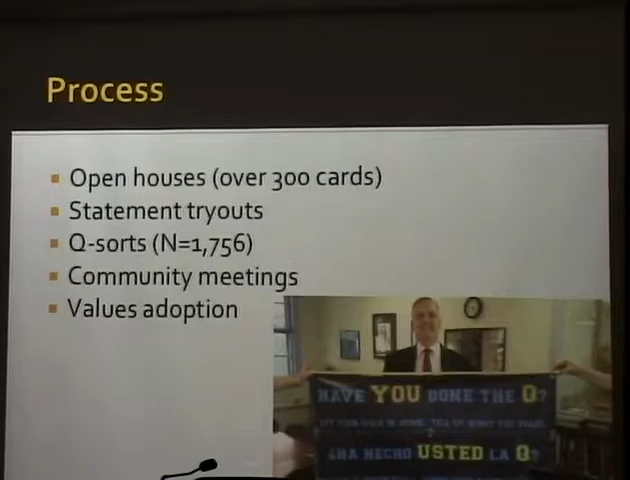 Process
Open houses (over 300 cards)
Statement tryouts
Q-sorts (N=1,756)
Community meetings
Values adoption
HAVE YOU DONE THE Q?
¿HA HECHO USTED LA Q?